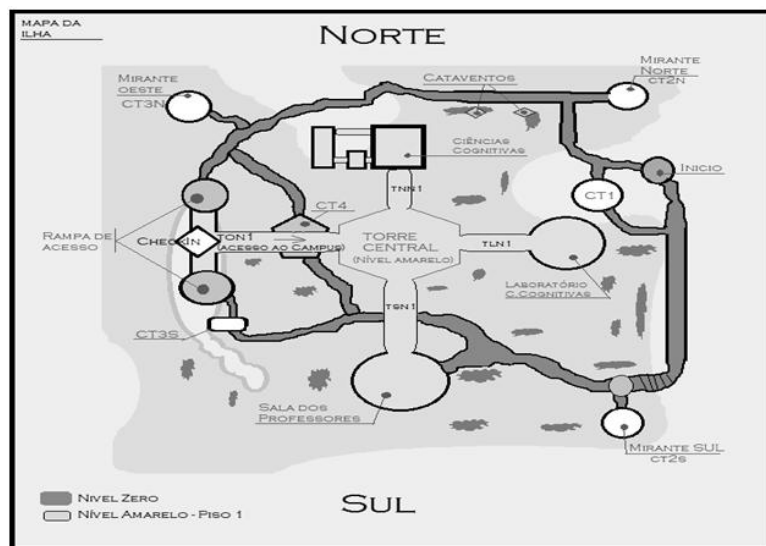 MAPA DA
ILHA
NORTE
MIRANTE
OESTE
CT3N
CATAVENTOS
MIRANTE
NORTE
CT2N
CIÊNCIAS
COGNITIVAS
TNN1
INICIO
CT1
CT4
RAMPA DE
ACESSO
CHECKIN
TON1
(ACESSO AO CAMPUS)
TORRE
CENTRAL
(NÍVEL AMARELO)
TLN1
LABORATÓRIO
C.COGNITIVAS
TSN1
CT3S
SALA DOS
PROFESSORES
MIRANTE SUL
CT2S
NIVEL ZERO
NÍVEL AMARELO - PISO 1
SUL